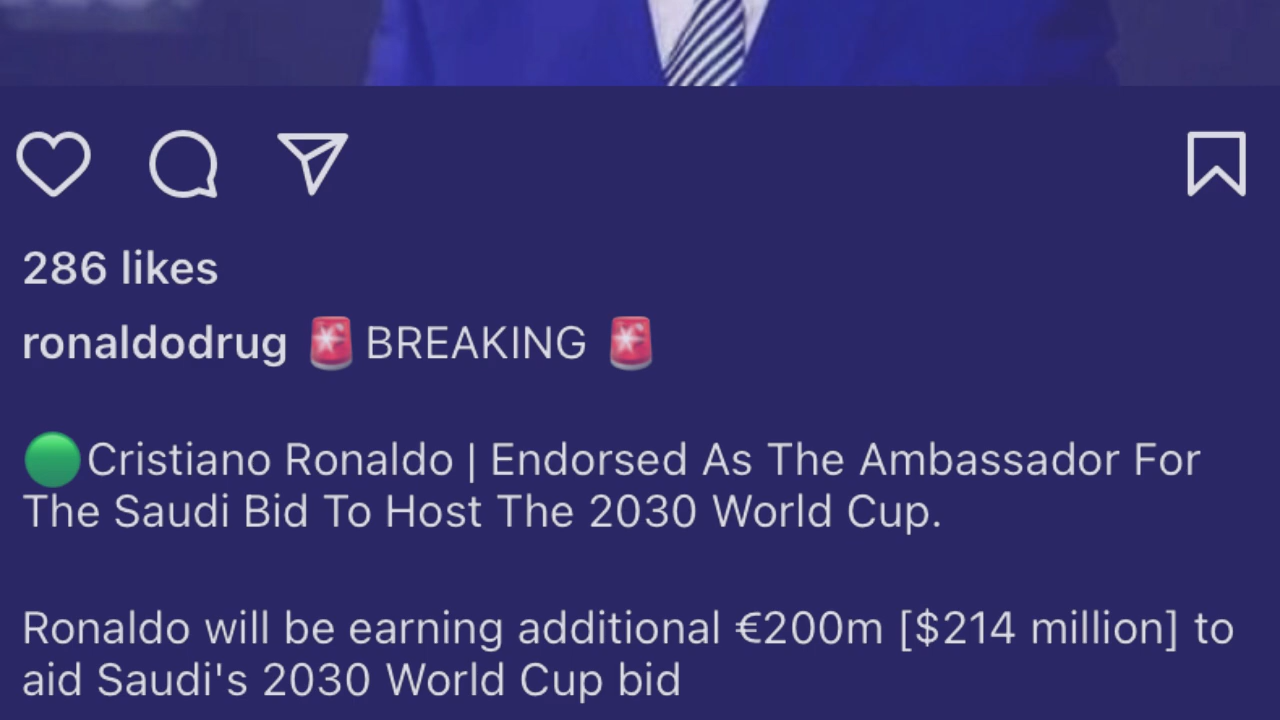 286 likes
ronaldodrug 🚨 BREAKING 🚨
🟢Cristiano Ronaldo | Endorsed As The Ambassador For
The Saudi Bid To Host The 2030 World Cup.
Ronaldo will be earning additional €200m [$214 million] to
aid Saudi's 2030 World Cup bid